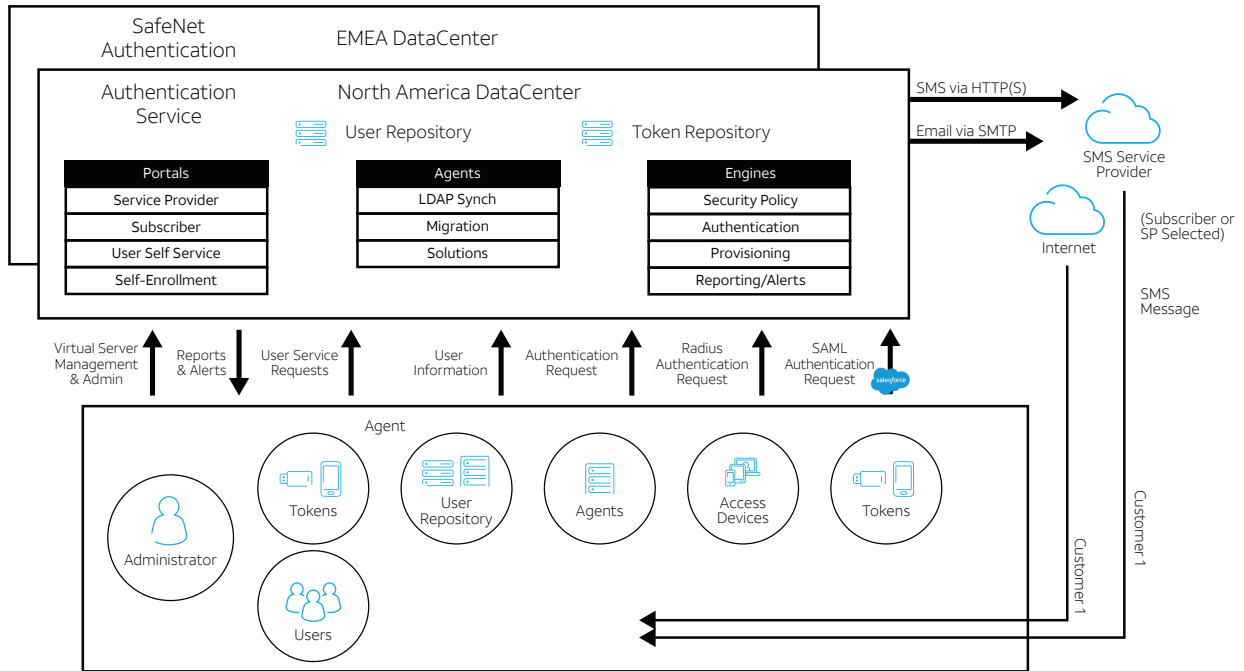 SafeNet
Authentication
EMEA DataCenter
Authentication
Service
North America DataCenter
User Repository
Token Repository
Portals
Service Provider
Subscriber
User Self Service
Self-Enrollment
Agents
LDAP Synch
Migration
Solutions
Engines
Security Policy
Authentication
Provisioning
Reporting/Alerts
SMS via HTTP(S)
Email via SMTP
SMS Service
Provider
Internet
(Subscriber or
SP Selected)
SMS
Message
Virtual Server
Management
& Admin
Reports
& Alerts
User Service
Requests
User
Information
Authentication
Request
Radius
Authentication
Request
SAML
Authentication
Request
salesforce
Agent
Administrator
Tokens
Users
User
Repository
Agents
Access
Devices
Tokens
Customer 1
Customer 1